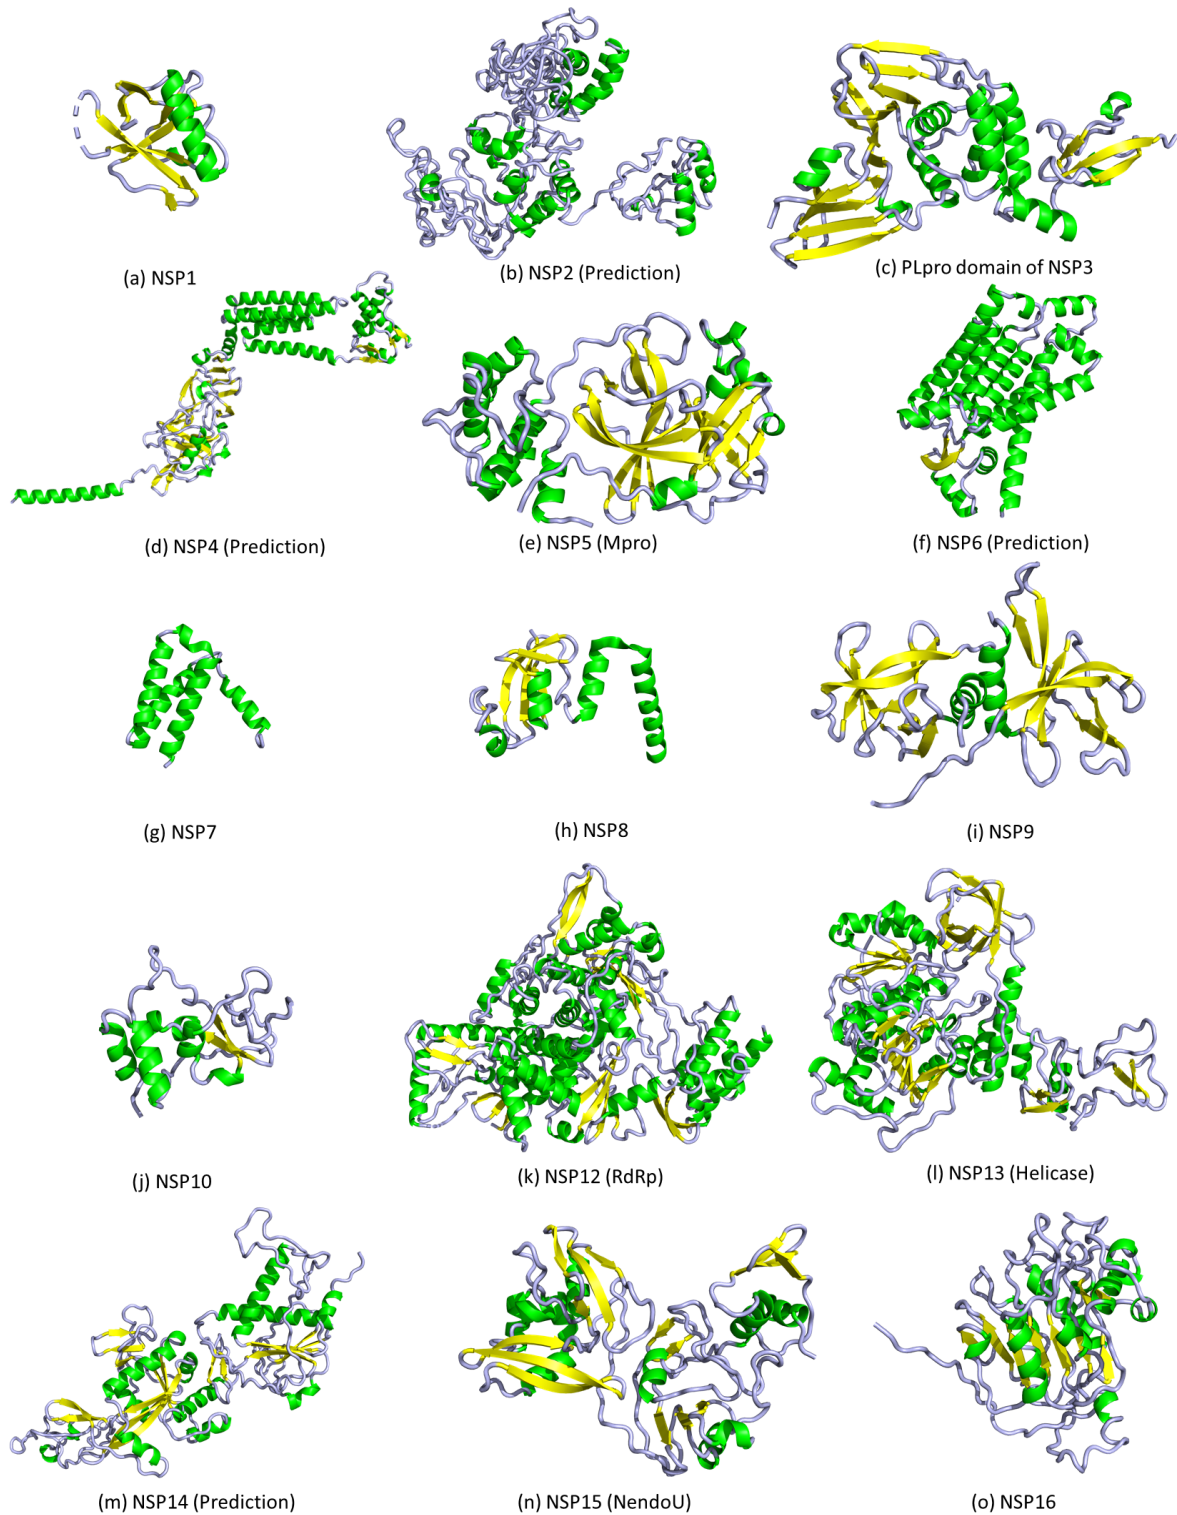 (a) NSP1
(b) NSP2 (Prediction)
(c) PLpro domain of NSP3
(d) NSP4 (Prediction)
(e) NSP5 (Mpro)
(f) NSP6 (Prediction)
(g) NSP7
(h) NSP8
(i) NSP9
(j) NSP10
(k) NSP12 (RdRp)
(l) NSP13 (Helicase)
(m) NSP14 (Prediction)
(n) NSP15 (NendoU)
(o) NSP16